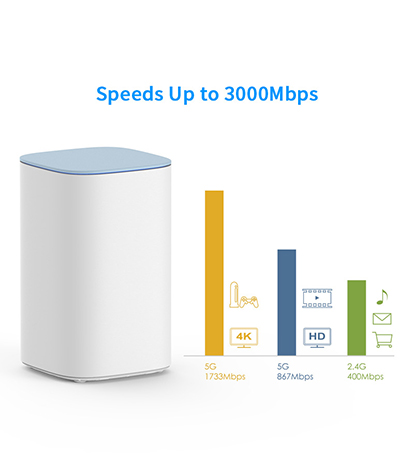 Speeds Up to 3000Mbps
4K
HD
5G
1733Mbps
5G
867Mbps
2.4G
400Mbps